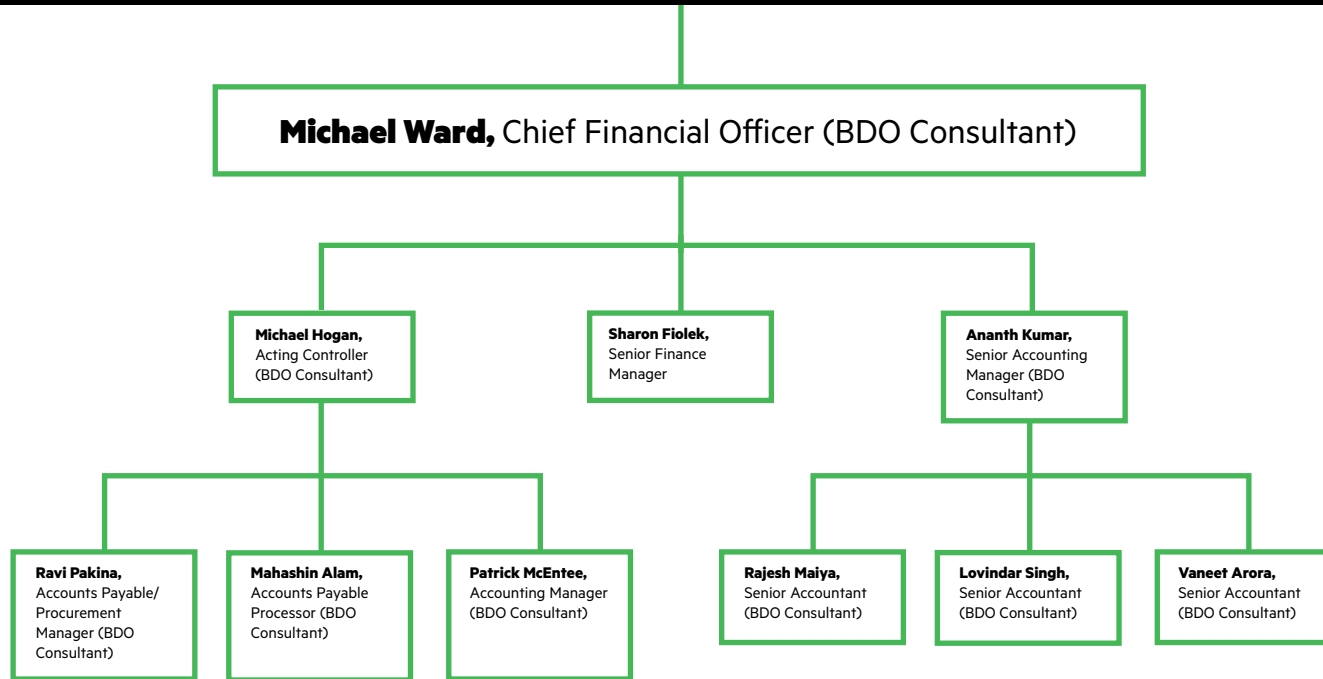 Michael Ward, Chief Financial Officer (BDO Consultant)
Michael Hogan,
Acting Controller
(BDO Consultant)
Sharon Fiolek,
Senior Finance
Manager
Ananth Kumar,
Senior Accounting
Manager (BDO
Consultant)
Ravi Pakina,
Accounts Payable/
Procurement
Manager (BDO
Consultant)
Mahashin Alam,
Accounts Payable
Processor (BDO
Consultant)
Patrick McEntee,
Accounting Manager
(BDO Consultant)
Rajesh Maiya,
Senior Accountant
(BDO Consultant)
Lovindar Singh,
Senior Accountant
(BDO Consultant)
Vaneet Arora,
Senior Accountant
(BDO Consultant)